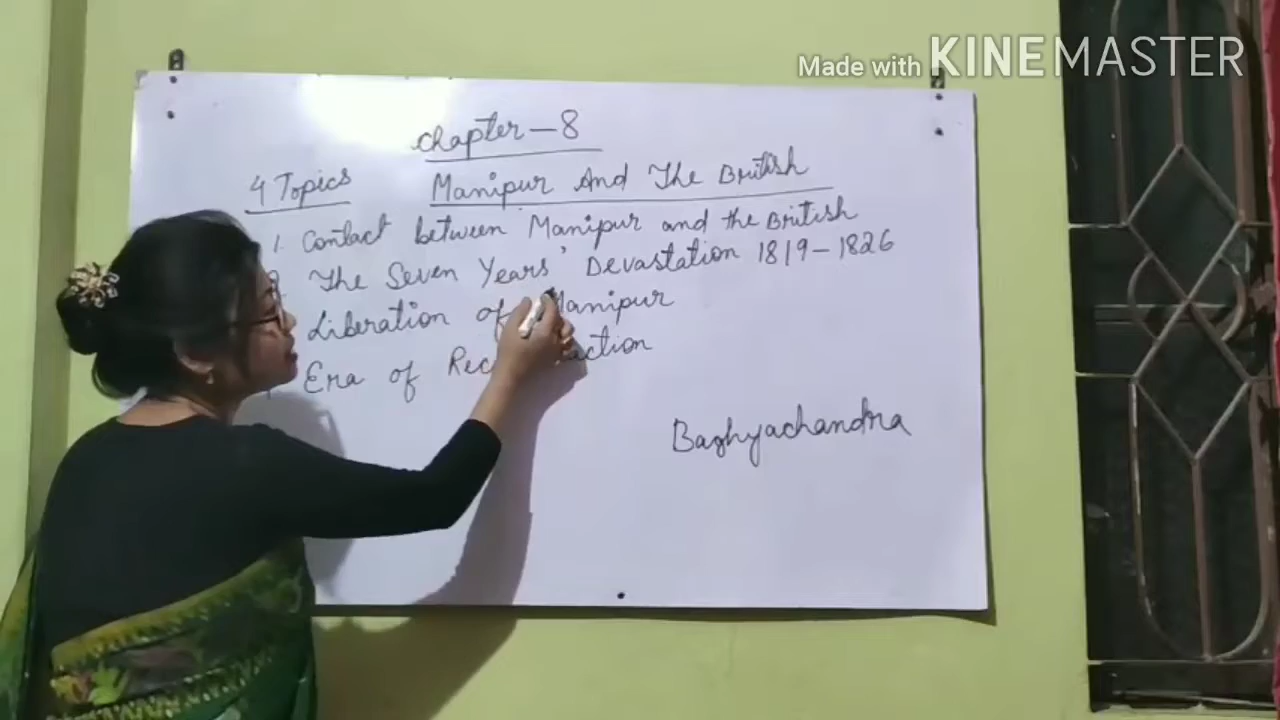 Made with KINEMASTER
Chapter - 8
4 Topics
Manipur And The British
1. Contact between Manipur and the British
The Seven Years' Devastation 1819 - 1826
Liberation of Manipur
Era of
Baghyachandra